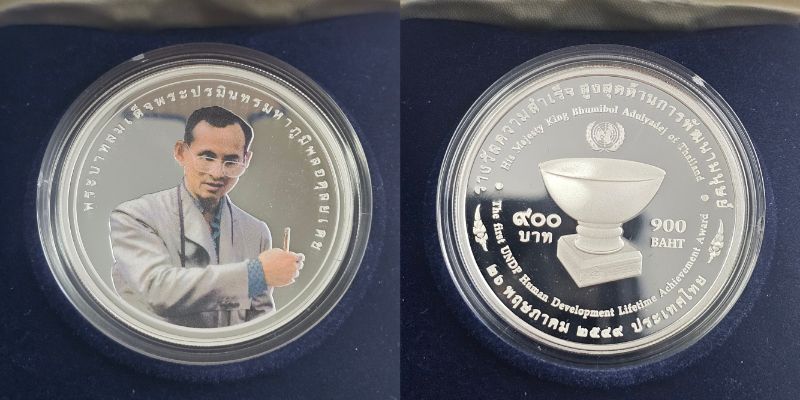 พระบาทสมเด็จพระปรมินทรมหาภูมิพลอดุลยเดช
รางวัลความสำเร็จ สูงสุดด้านการพัฒนามนุษย์
His Majesty King Bhumibol Adulyadej of Thailand
๙๐๐
บาท
900
BAHT
The first UNDP Human Development Lifetime Achievement Award
๒๖ พฤษภาคม ๒๕๔๙ ประเทศไทย